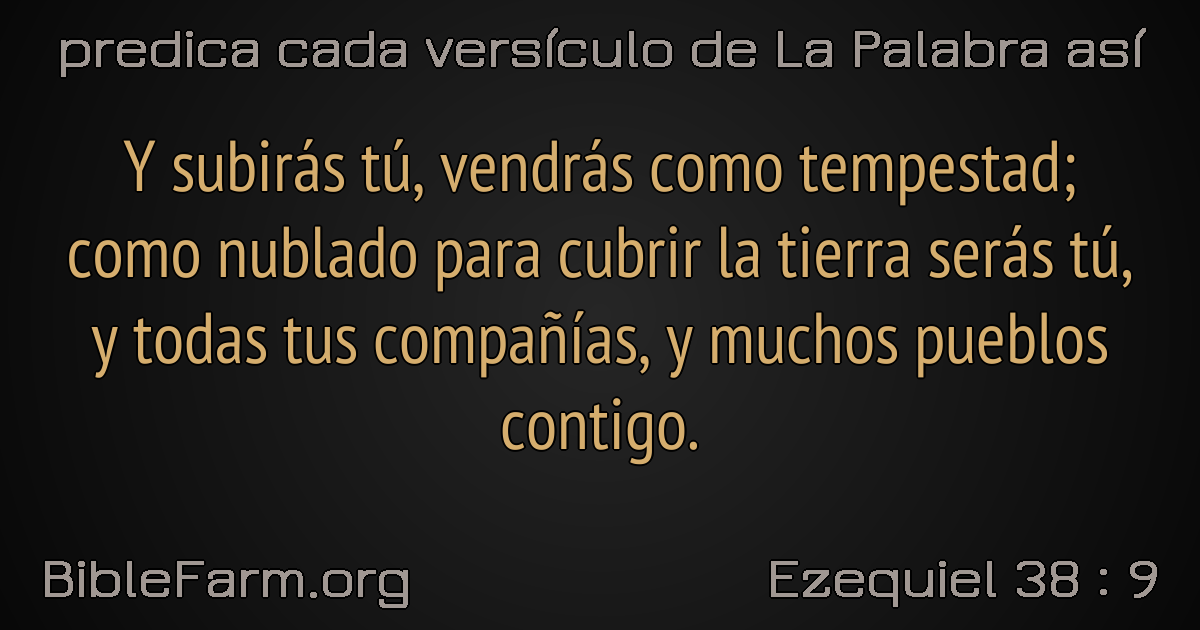 predica cada versículo de La Palabra así
Y subirás tú, vendrás como tempestad;
como nublado para cubrir la tierra serás tú,
y todas tus compañías, y muchos pueblos
contigo.
BibleFarm.org
Ezequiel 38 : 9